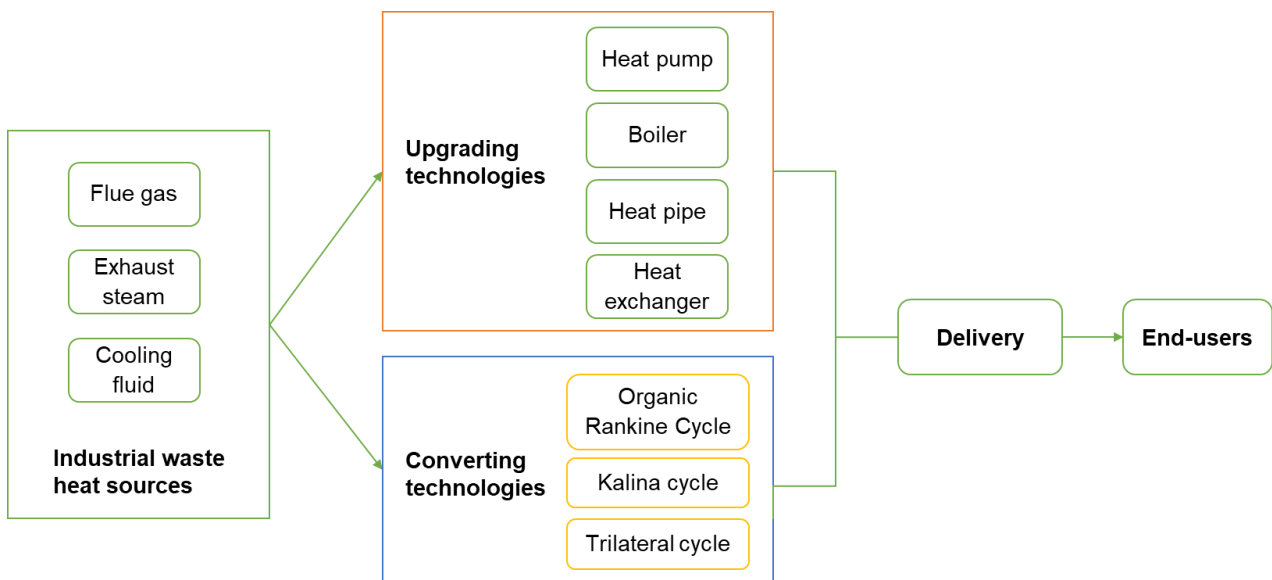 Flue gas
Exhaust
steam
Cooling
fluid
Industrial waste
heat sources
Upgrading
technologies
Heat pump
Boiler
Heat pipe
Heat
exchanger
Converting
technologies
Organic
Rankine Cycle
Kalina cycle
Trilateral cycle
Delivery
End-users